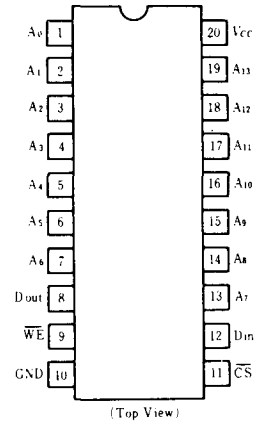 A0 1 20 Vcc
A1 2 19 A13
A2 3 18 A12
A3 4 17 A11
A4 5 16 A10
A5 6 15 A9
A6 7 14 A8
Dout 8 13 A7
W̅E̅ 9 12 Din
GND 10 11 C̅S̅
(Top View)